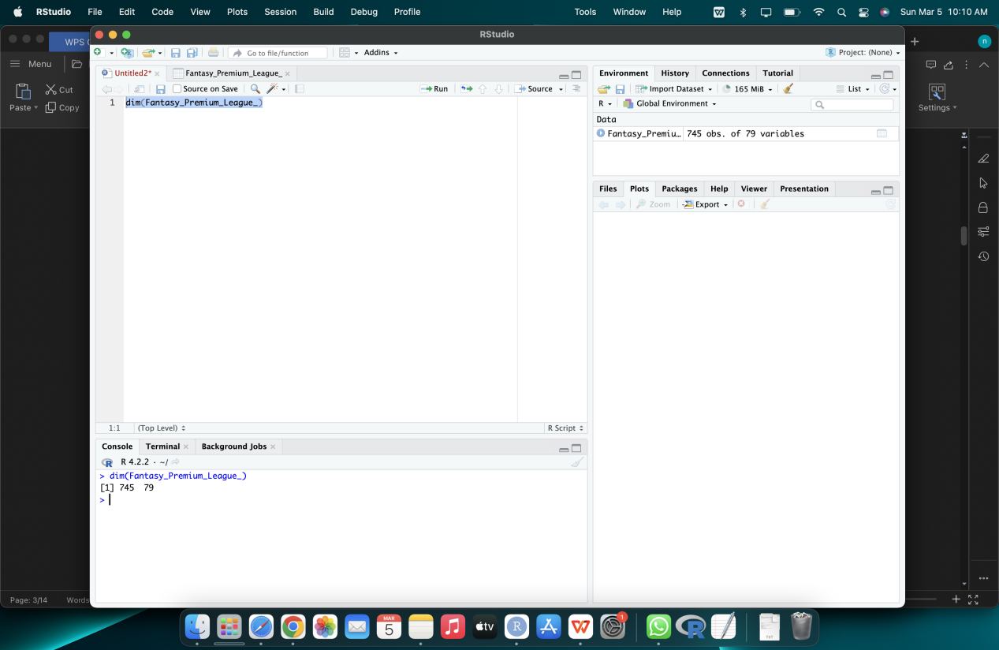 RStudio File Edit Code View Plots Session Build Debug Profile Tools Window Help Sun Mar 5 10:10 AM
WPS
RStudio
n
Menu
Go to file/function Addins Project: (None)
Cut
Paste Copy
Settings
Untitled2* Fantasy_Premium_League_
Source on Save Run Source
1 dim(Fantasy_Premium_League_)
1:1 (Top Level) R Script
Console Terminal Background Jobs
R 4.2.2 · ~/
> dim(Fantasy_Premium_League_)
[1] 745 79
>
Environment History Connections Tutorial
Import Dataset 165 MiB List
R Global Environment
Data
Fantasy_Premiu… 745 obs. of 79 variables
Files Plots Packages Help Viewer Presentation
Zoom Export
Page: 3/14 Words
MAR
5
tv
R
W
1
R
TXT